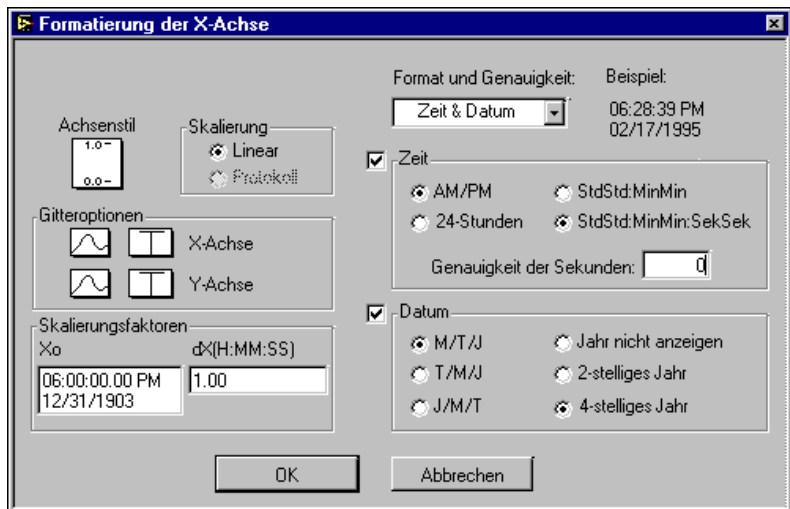 Formatierung der X-Achse
Format und Genauigkeit:
Beispiel:
Zeit & Datum
06:28:39 PM
02/17/1995
Achsenstil
1.0
0.0
Skalierung
Linear
Protokoll
Gitteroptionen
X-Achse
Y-Achse
Skalierungsfaktoren
Xo
dX(H:MM:SS)
06:00:00.00 PM
12/31/1903
1.00
Zeit
AM/PM
StdStd:MinMin
24-Stunden
StdStd:MinMin:SekSek
Genauigkeit der Sekunden:
0
Datum
M/T/J
Jahr nicht anzeigen
T/M/J
2-stelliges Jahr
J/M/T
4-stelliges Jahr
OK
Abbrechen